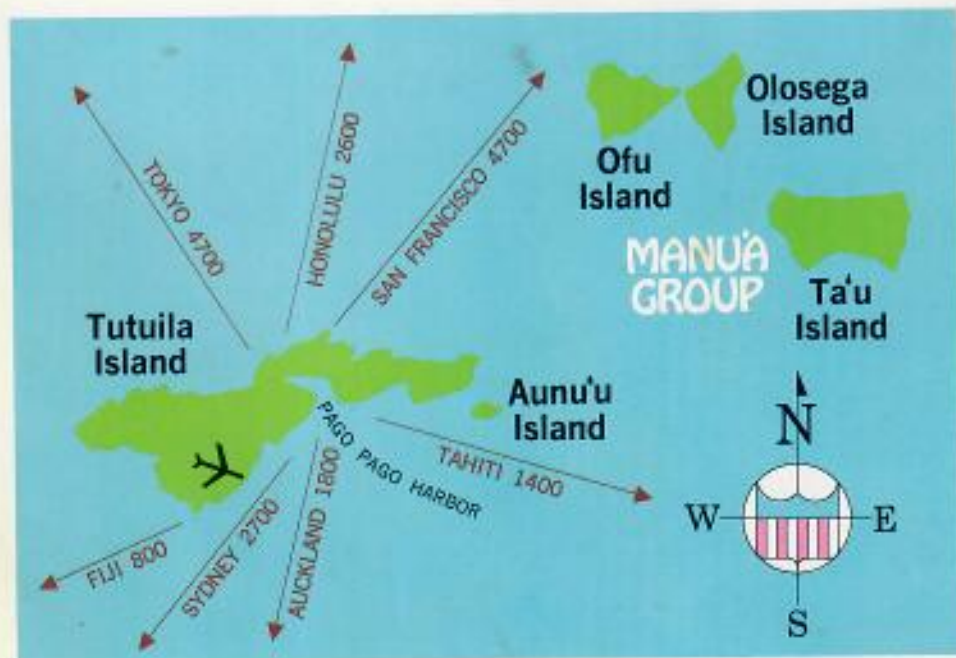 Olosega
Island
Ofu
Island
MANU'A
GROUP
Ta'u
Island
TOKYO 4700
HONOLULU 2600
SAN FRANCISCO 4700
Tutuila
Island
Aunu'u
Island
PAGO PAGO HARBOR
TAHITI 1400
FIJI 800
SYDNEY 2700
AUCKLAND 1800
N
W
E
S